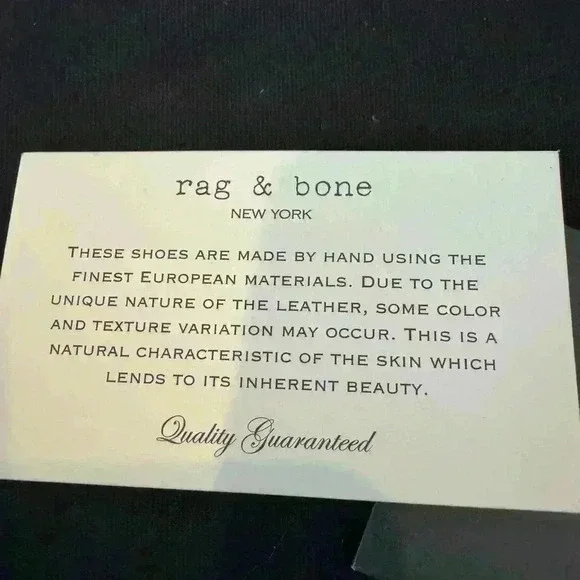 rag & bone
NEW YORK
THESE SHOES ARE MADE BY HAND USING THE
FINEST EUROPEAN MATERIALS. DUE TO THE
UNIQUE NATURE OF THE LEATHER, SOME COLOR
AND TEXTURE VARIATION MAY OCCUR. THIS IS A
NATURAL CHARACTERISTIC OF THE SKIN WHICH
LENDS TO ITS INHERENT BEAUTY.
Quality Guaranteed